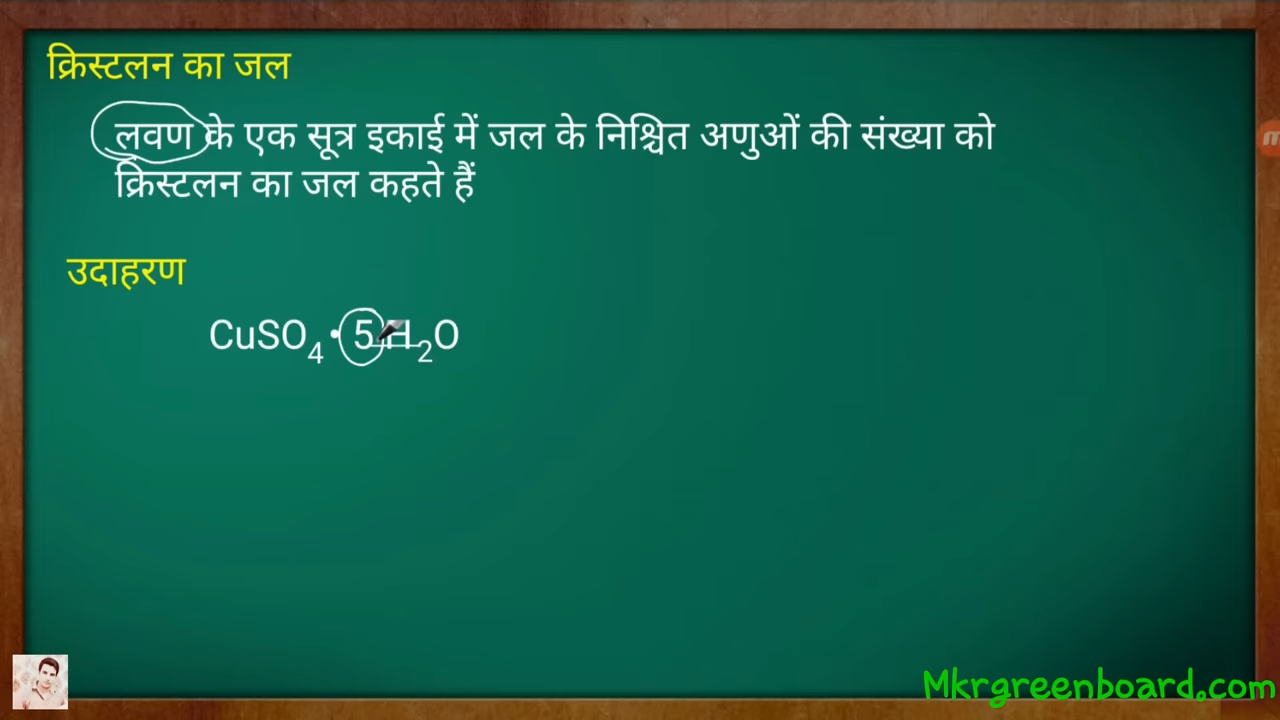 क्रिस्टलन का जल
लवण के एक सूत्र इकाई में जल के निश्चित अणुओं की संख्या को
क्रिस्टलन का जल कहते हैं
उदाहरण
CuSO₄•5H₂O
Mkrgreenboard.com